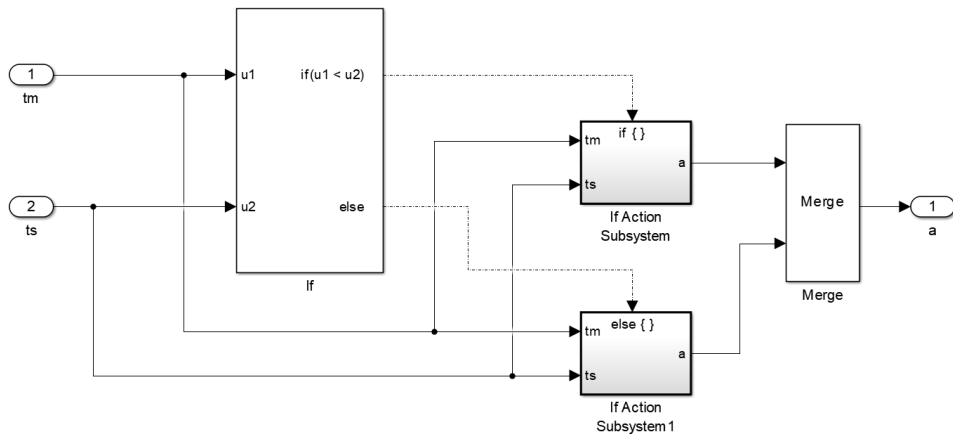 1
tm
2
ts
u1
if(u1 < u2)
u2
else
If
if { }
tm
ts
a
If Action
Subsystem
else { }
tm
ts
a
If Action
Subsystem1
Merge
Merge
1
a